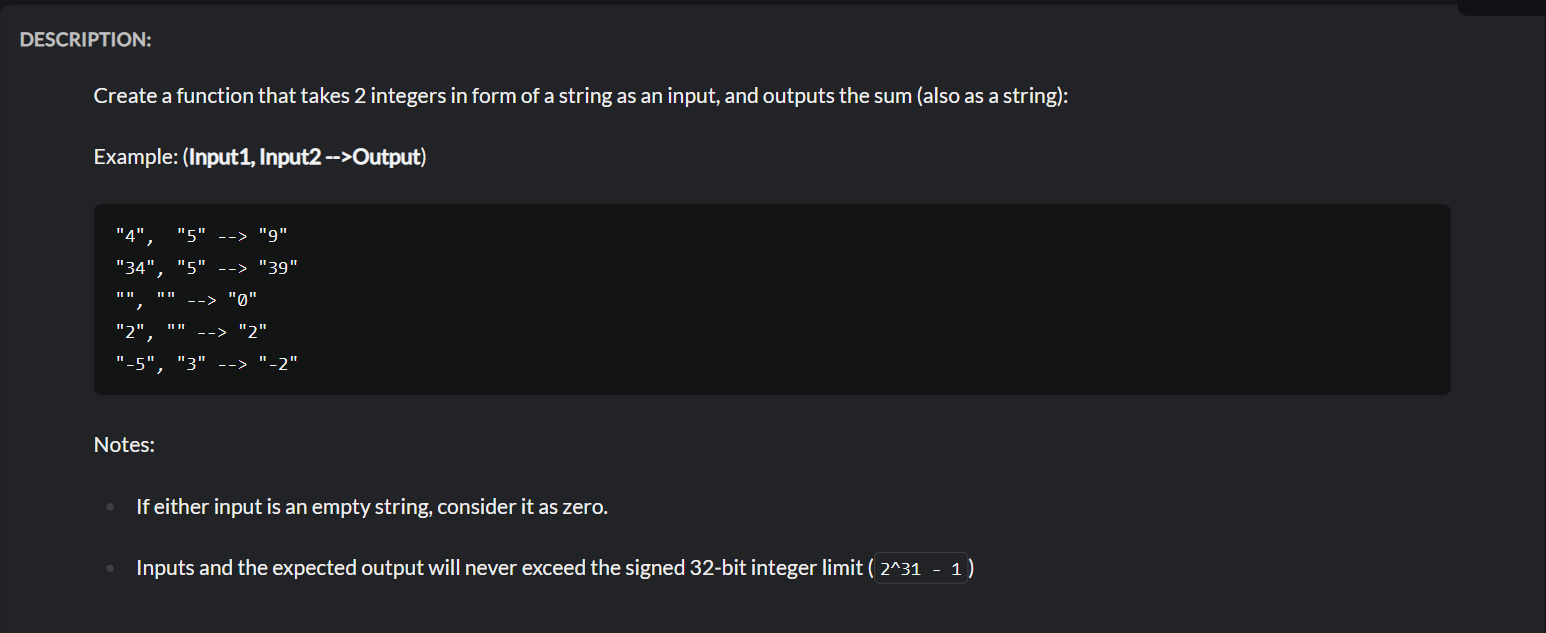 DESCRIPTION:
Create a function that takes 2 integers in form of a string as an input, and outputs the sum (also as a string):
Example: (Input1, Input2 -->Output)
"4",  "5" --> "9"
"34", "5" --> "39"
"", "" --> "0"
"2", "" --> "2"
"-5", "3" --> "-2"
Notes:
If either input is an empty string, consider it as zero.
Inputs and the expected output will never exceed the signed 32-bit integer limit (2^31 - 1)